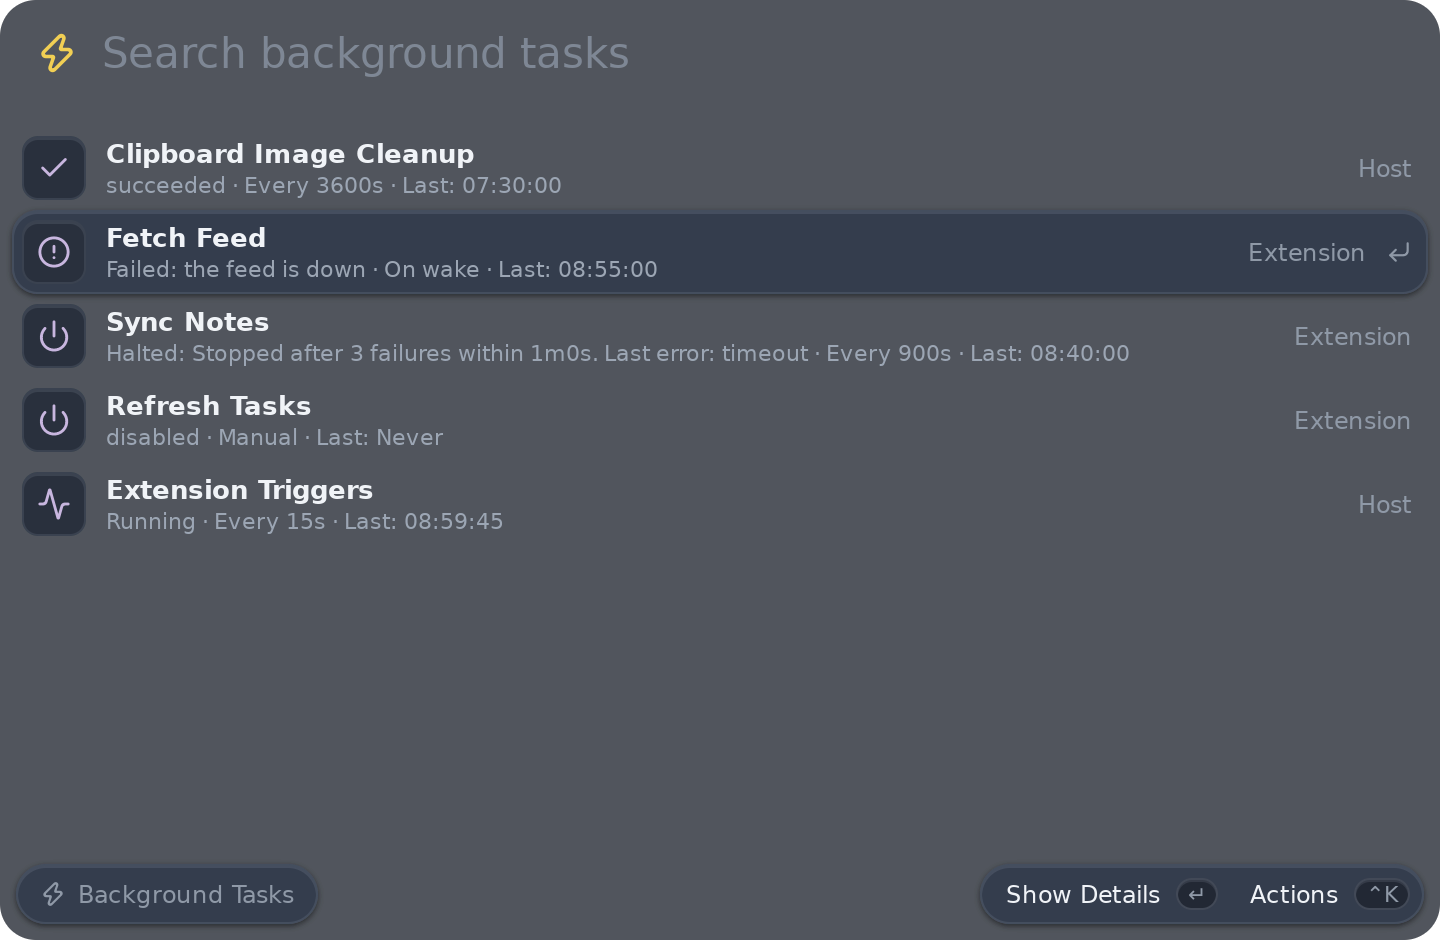 Search background tasks
Clipboard Image Cleanup
succeeded · Every 3600s · Last: 07:30:00
Host
Fetch Feed
Failed: the feed is down · On wake · Last: 08:55:00
Extension
Sync Notes
Halted: Stopped after 3 failures within 1m0s. Last error: timeout · Every 900s · Last: 08:40:00
Extension
Refresh Tasks
disabled · Manual · Last: Never
Extension
Extension Triggers
Running · Every 15s · Last: 08:59:45
Host
Background Tasks
Show Details ↵ Actions ^K